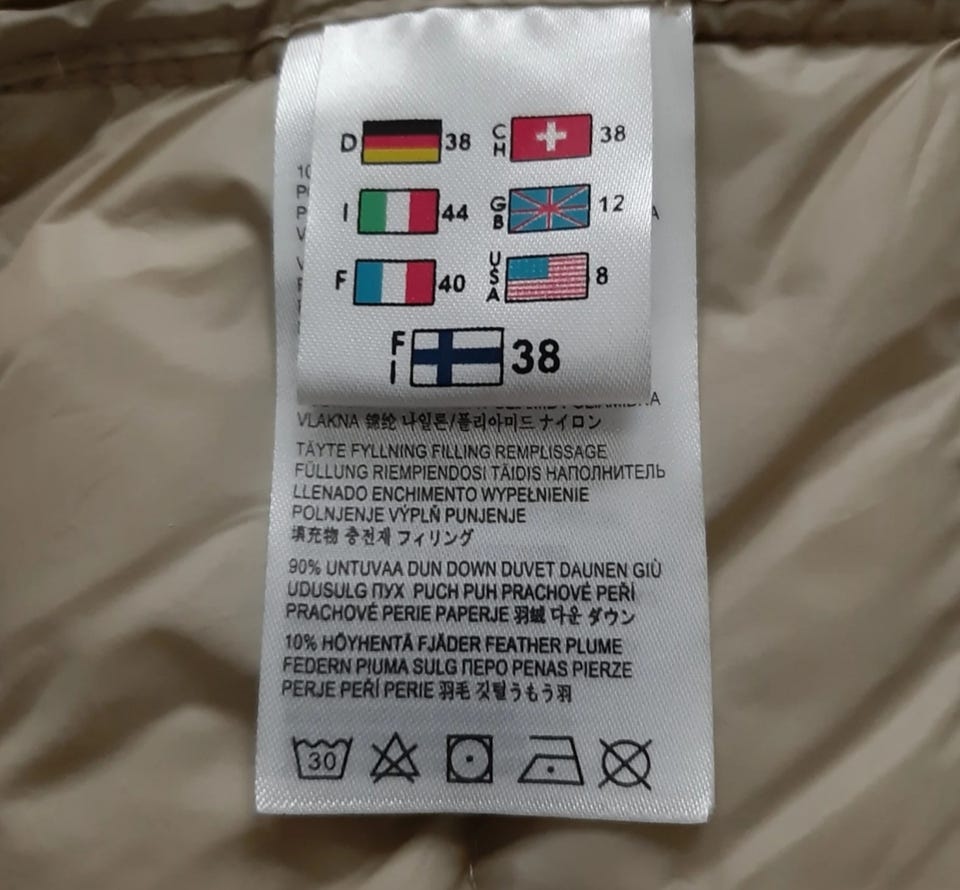 D 38 CH 38
I 44 GB 12
F 40 USA 8
FI 38
VLAKNA 锦纶 나일론/폴리아미드 ナイロン
TÄYTE FYLLNING FILLING REMPLISSAGE
FÜLLUNG RIEMPIENDOSI TÄIDIS НАПОЛНИТЕЛЬ
LLENADO ENCHIMENTO WYPEŁNIENIE
POLNJENJE VÝPLŇ PUNJENJE
填充物 충전재 フィリング
90% UNTUVAA DUN DOWN DUVET DAUNEN GIÙ
UDUSULG ПУХ PUCH PUH PRACHOVÉ PEŘÍ
PRACHOVÉ PERIE PAPERJE 羽绒 다운 ダウン
10% HÖYHENTÄ FJÄDER FEATHER PLUME
FEDERN PIUMA SULG ПЕРО PENAS PIERZE
PERJE PEŘÍ PERIE 羽毛 깃털 うもう羽
30